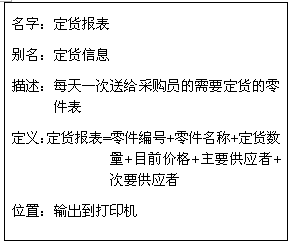 名字：定货报表
别名：定货信息
描述：每天一次送给采购员的需要定货的零
件表
定义：定货报表=零件编号+零件名称+定货数
量+目前价格+主要供应者+
次要供应者
位置：输出到打印机